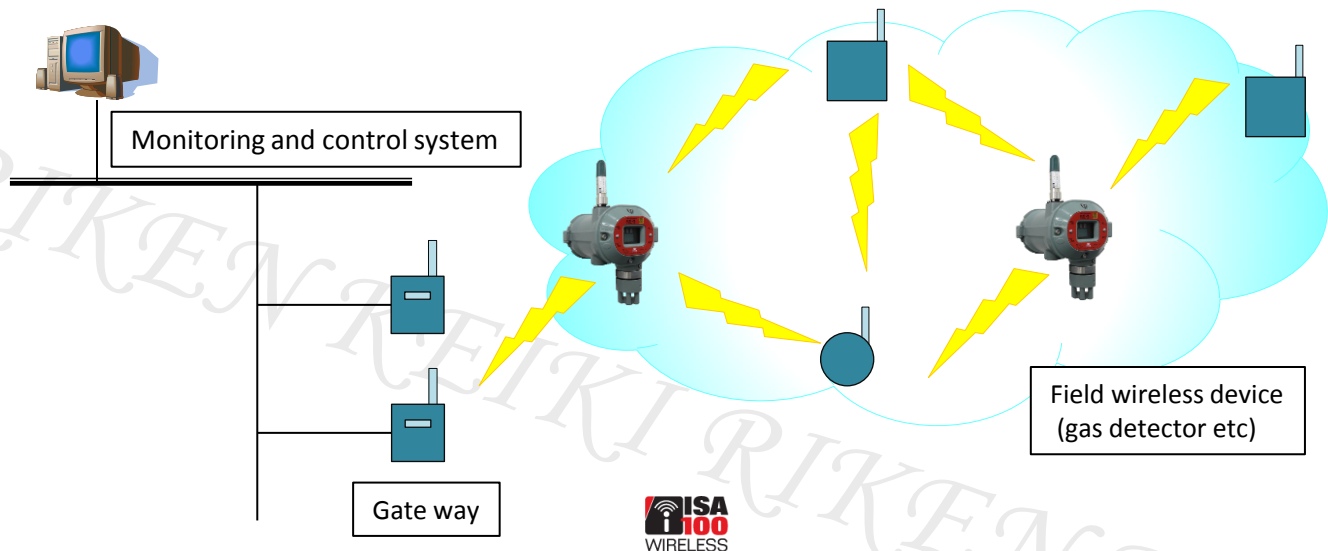 Monitoring and control system
Field wireless device
(gas detector etc)
Gate way
ISA
100
WIRELESS
RIKEN KEIKI RIKEN